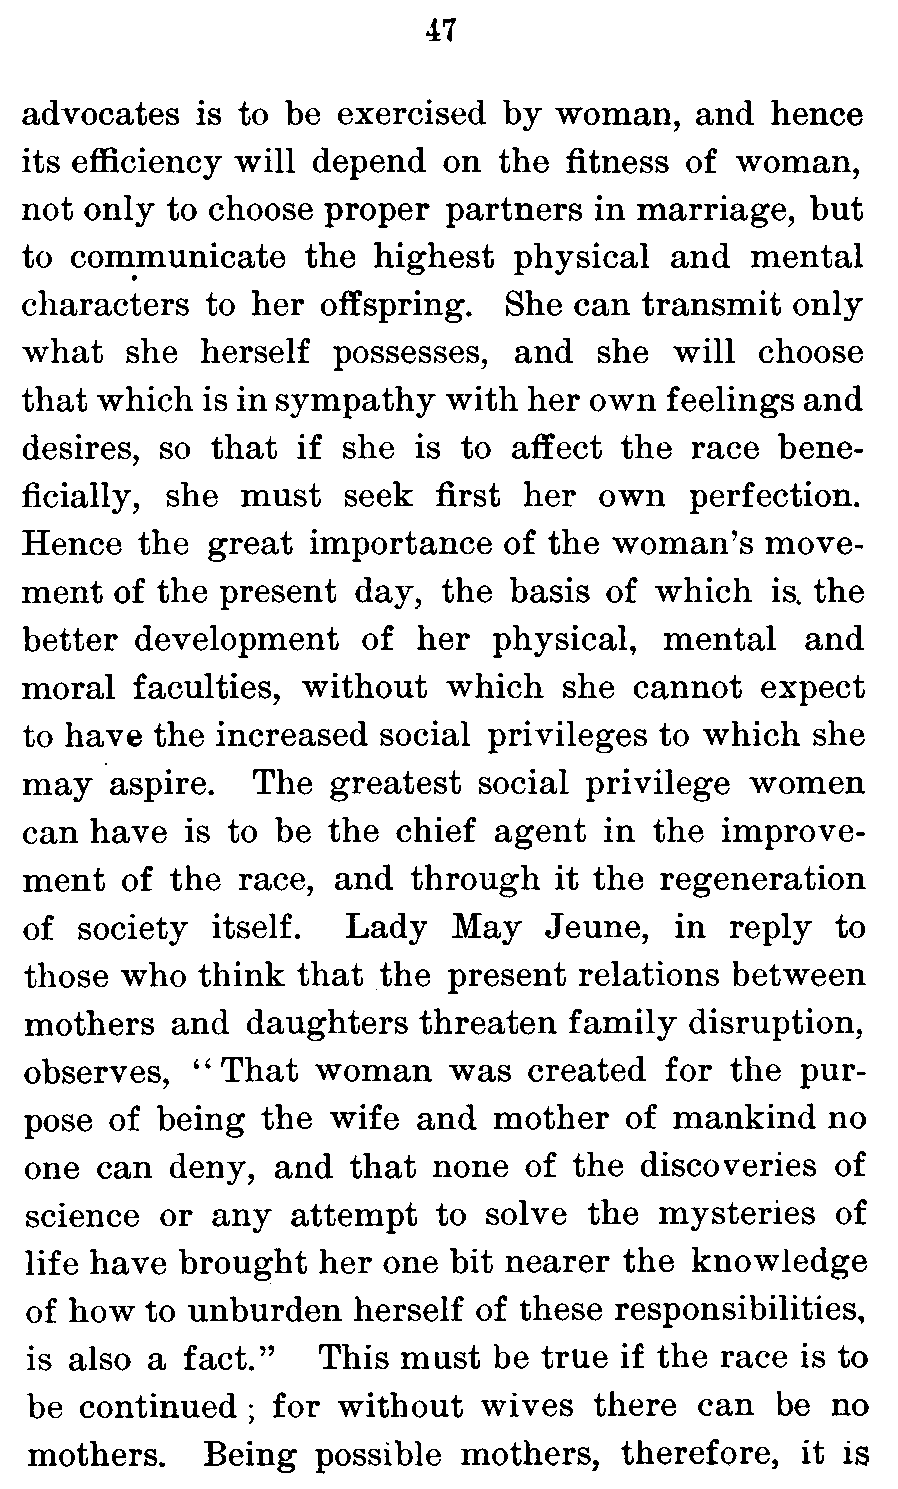 47
advocates is to be exercised by woman, and hence
its efficiency will depend on the fitness of woman,
not only to choose proper partners in marriage, but
to communicate the highest physical and mental
characters to her offspring. She can transmit only
what she herself possesses, and she will choose
that which is in sympathy with her own feelings and
desires, so that if she is to affect the race bene-
ficially, she must seek first her own perfection.
Hence the great importance of the woman's move-
ment of the present day, the basis of which is. the
better development of her physical, mental and
moral faculties, without which she cannot expect
to have the increased social privileges to which she
may aspire. The greatest social privilege women
can have is to be the chief agent in the improve-
ment of the race, and through it the regeneration
of society itself. Lady May Jeune, in reply to
those who think that the present relations between
mothers and daughters threaten family disruption,
observes, "That woman was created for the pur-
pose of being the wife and mother of mankind no
one can deny, and that none of the discoveries of
science or any attempt to solve the mysteries of
life have brought her one bit nearer the knowledge
of how to unburden herself of these responsibilities,
is also a fact." This must be true if the race is to
be continued; for without wives there can be no
mothers. Being possible mothers, therefore, it is